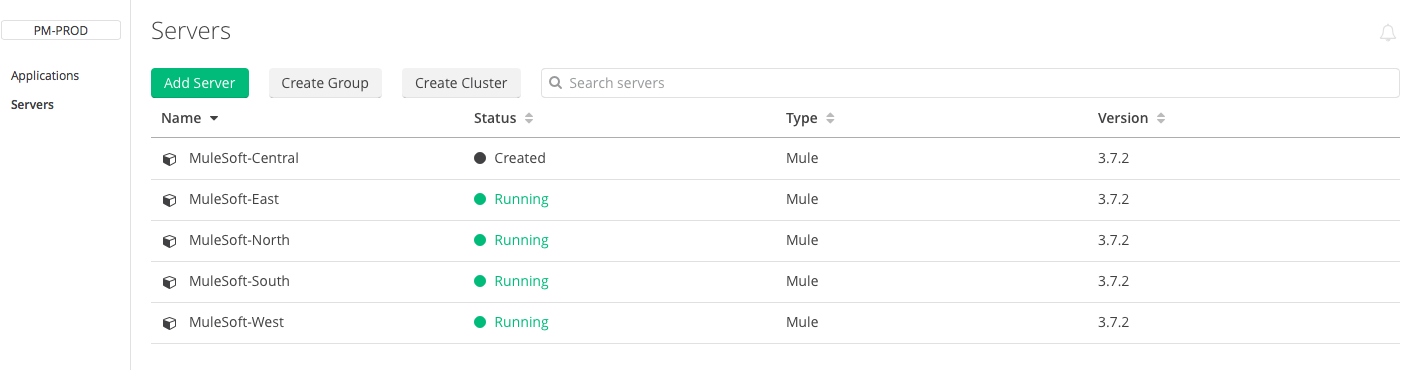 PM-PROD
Applications
Servers
Servers
Add Server Create Group Create Cluster Search servers
Name Status Type Version
MuleSoft-Central Created Mule 3.7.2
MuleSoft-East Running Mule 3.7.2
MuleSoft-North Running Mule 3.7.2
MuleSoft-South Running Mule 3.7.2
MuleSoft-West Running Mule 3.7.2